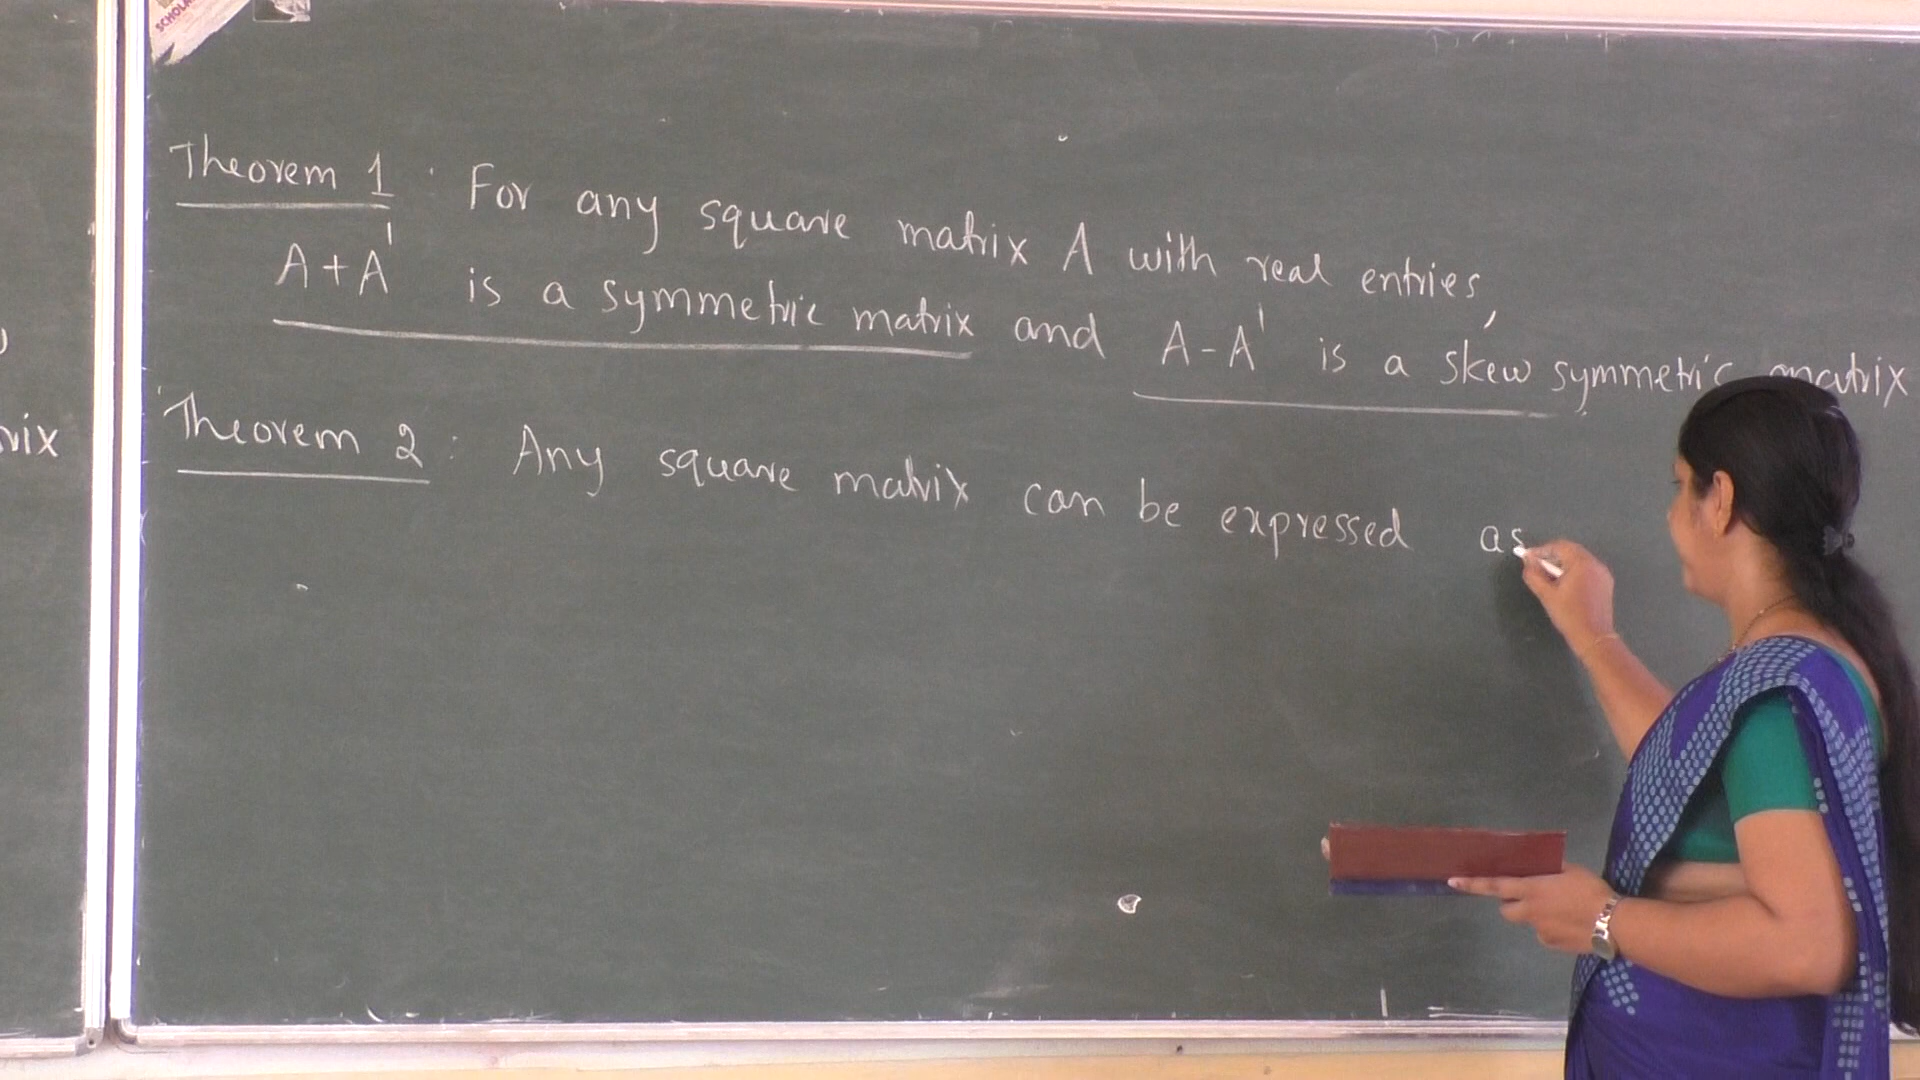 Theorem 1 : For any square matrix A with real entries,
A+A' is a symmetric matrix and A-A' is a skew symmetric matrix
Theorem 2 : Any square matrix can be expressed as